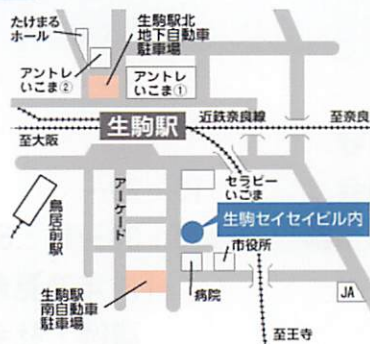 たけまる
ホール
生駒駅北
地下自動車
駐車場
アントレ
いこま②
アントレ
いこま①
生駒駅
近鉄奈良線
至奈良
至大阪
セラビー
いこま
アーケード
鳥居前駅
生駒セイセイビル内
市役所
生駒駅
南自動車
駐車場
病院
JA
至王寺